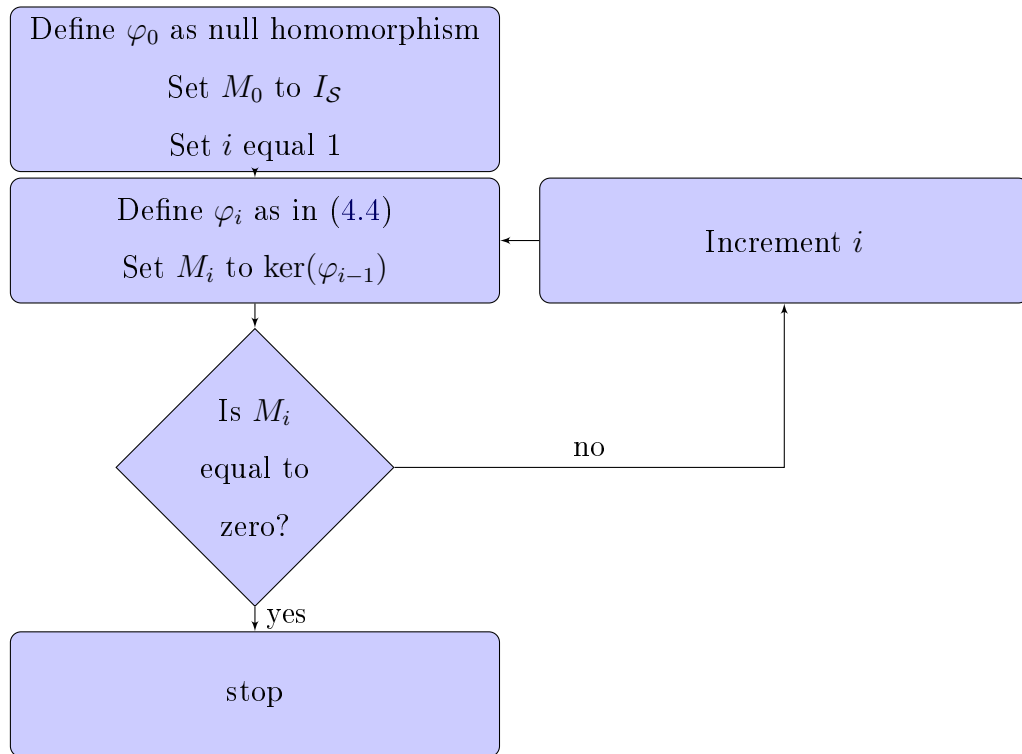 Define φ₀ as null homomorphism
Set M₀ to I_𝒮
Set i equal 1
Define φᵢ as in (4.4)
Set Mᵢ to ker(φᵢ₋₁)
Increment i
Is Mᵢ
equal to
zero?
no
yes
stop